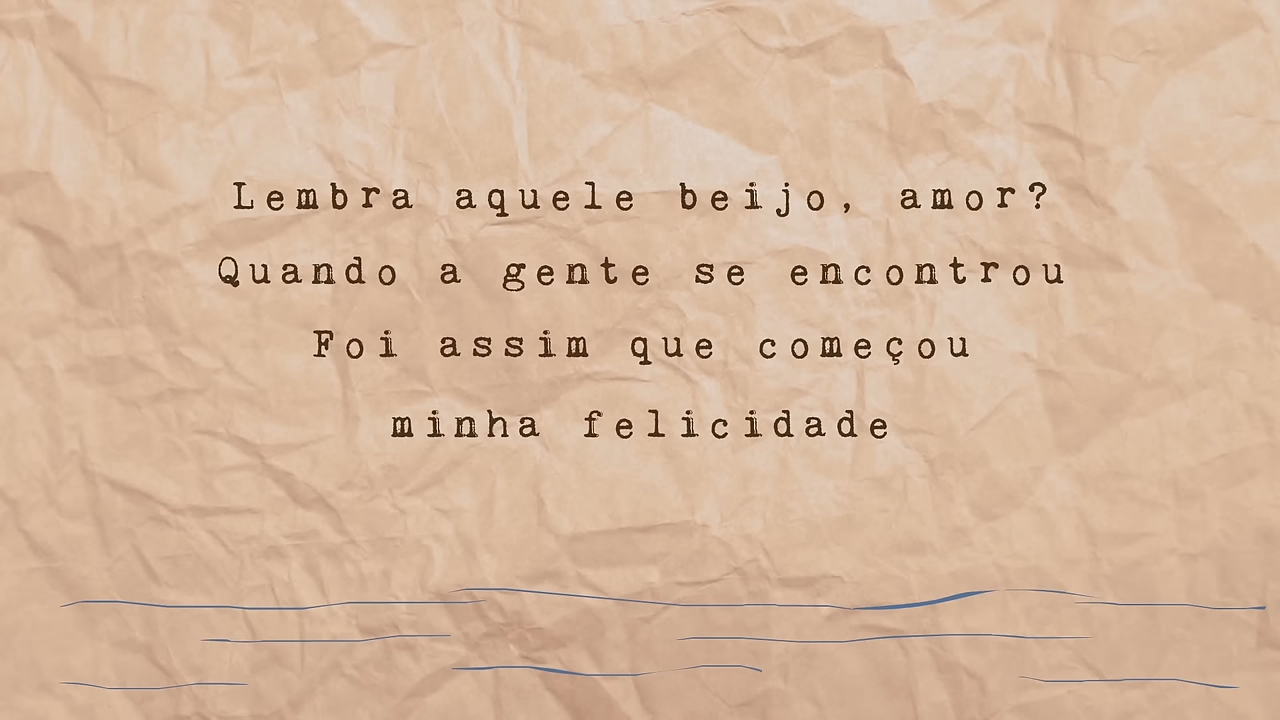 Lembra aquele beijo, amor?
Quando a gente se encontrou
Foi assim que começou
minha felicidade